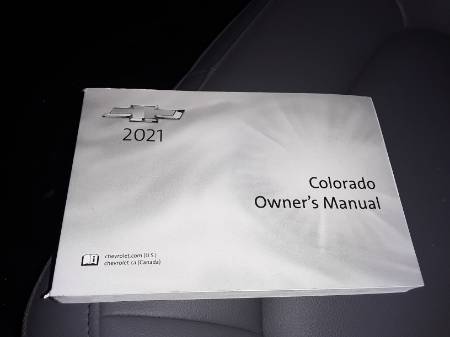 2021
Colorado
Owner's Manual
chevrolet.com (U.S.)
chevrolet.ca (Canada)